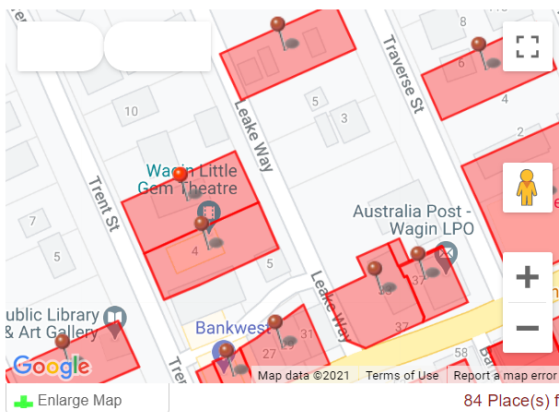 8
6
4
10
5
3
2
Leake Way
Traverse St
Wagin Little
Gem Theatre
Trent St
7
5
4
5
Australia Post -
Wagin LPO
37
Leake Way
37
ublic Library
& Art Gallery
Bankwest
27
31
58
Google
Map data ©2021
Terms of Use
Report a map error
Enlarge Map
84 Place(s) f